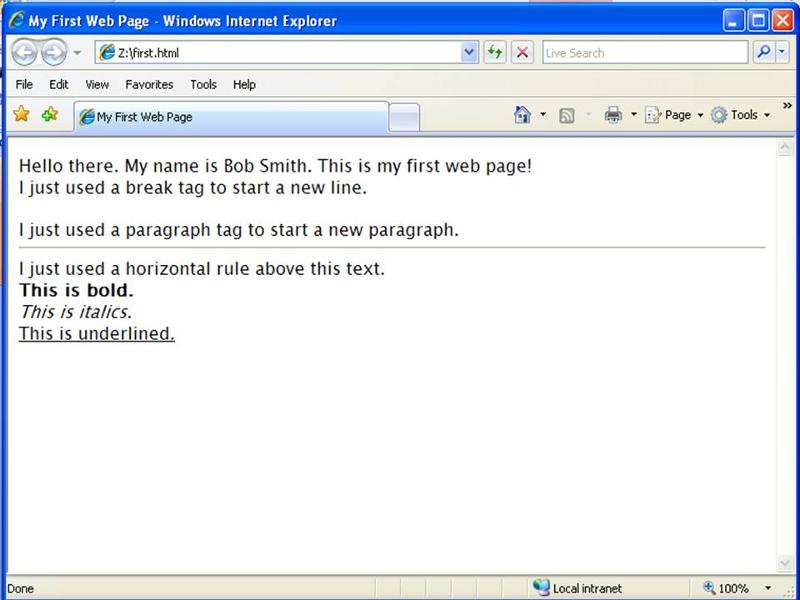 My First Web Page - Windows Internet Explorer
Z:\first.html
Live Search
File Edit View Favorites Tools Help
My First Web Page
Page Tools »
Hello there. My name is Bob Smith. This is my first web page!
I just used a break tag to start a new line.
I just used a paragraph tag to start a new paragraph.
I just used a horizontal rule above this text.
This is bold.
This is italics.
This is underlined.
Done Local intranet 100%